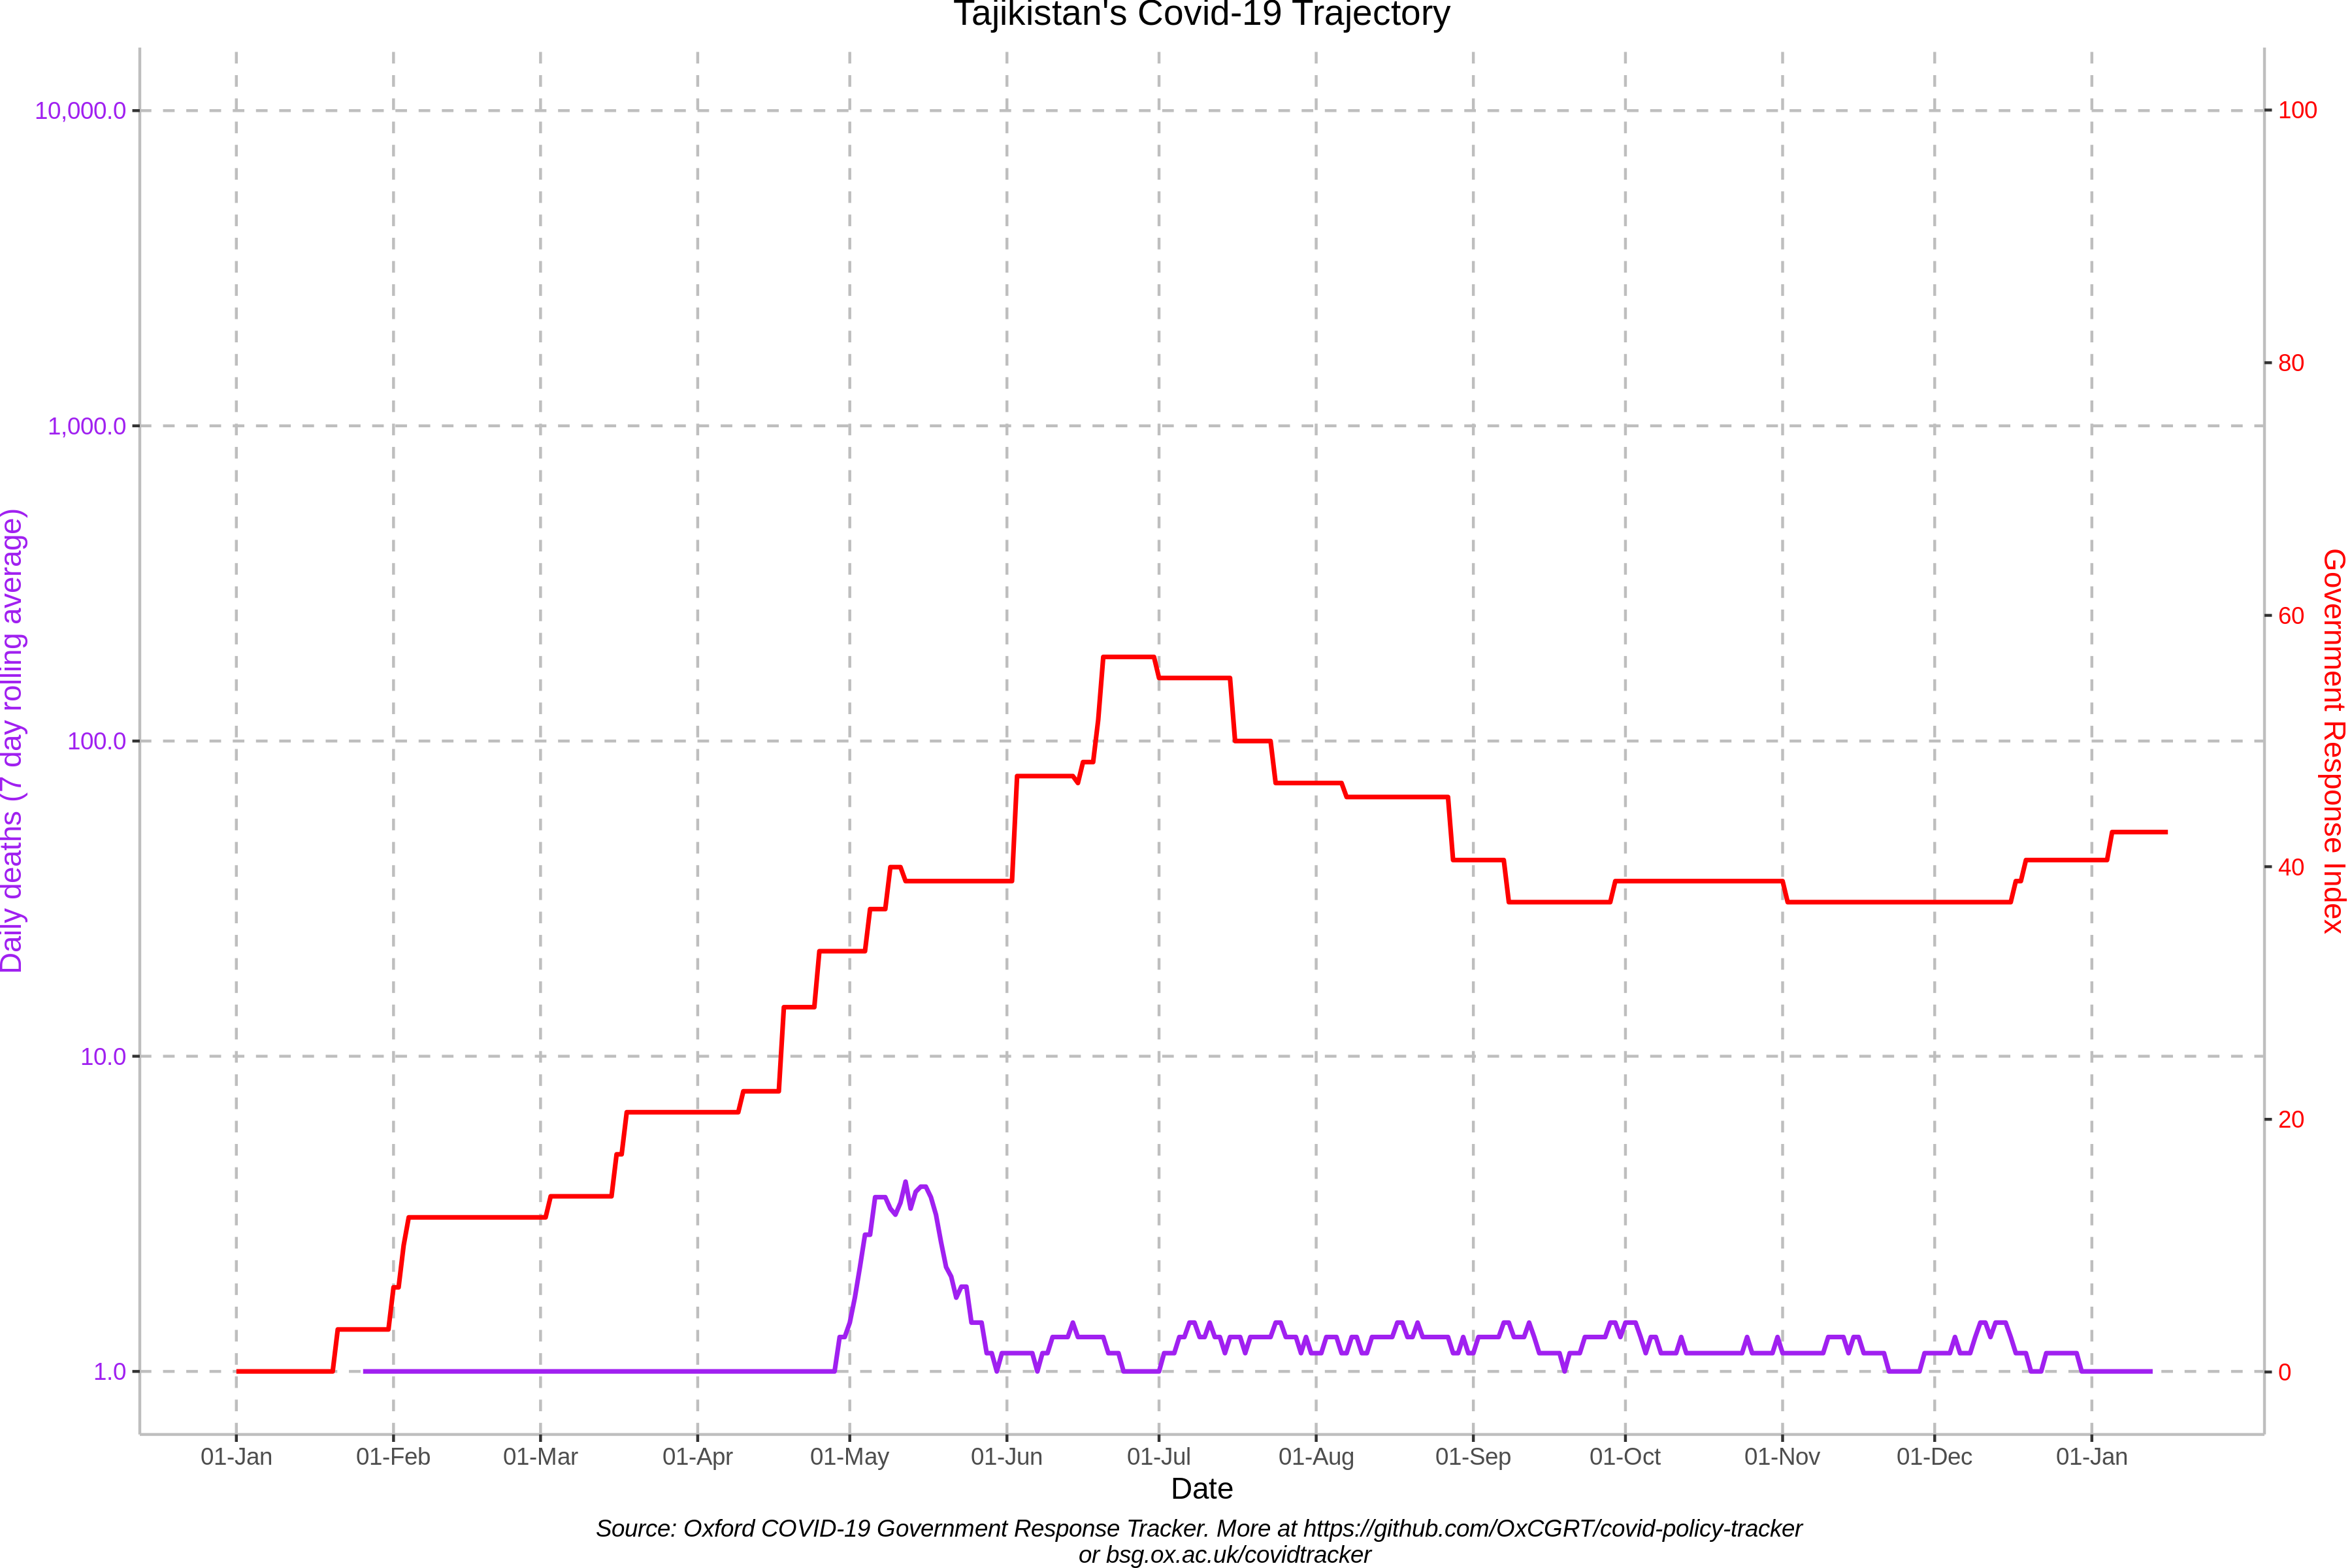 Tajikistan's Covid-19 Trajectory
10,000.0
1,000.0
100.0
10.0
1.0
Daily deaths (7 day rolling average)
100
80
60
40
20
0
Government Response Index
01-Jan 01-Feb 01-Mar 01-Apr 01-May 01-Jun 01-Jul 01-Aug 01-Sep 01-Oct 01-Nov 01-Dec 01-Jan
Date
Source: Oxford COVID-19 Government Response Tracker. More at https://github.com/OxCGRT/covid-policy-tracker
or bsg.ox.ac.uk/covidtracker